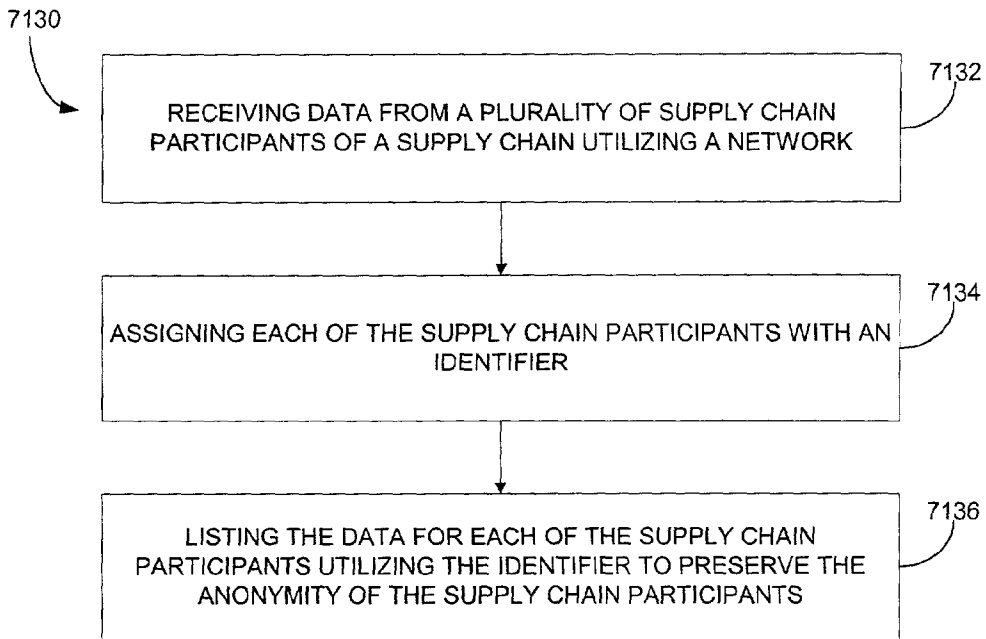 7130
7132
RECEIVING DATA FROM A PLURALITY OF SUPPLY CHAIN
PARTICIPANTS OF A SUPPLY CHAIN UTILIZING A NETWORK
7134
ASSIGNING EACH OF THE SUPPLY CHAIN PARTICIPANTS WITH AN
IDENTIFIER
7136
LISTING THE DATA FOR EACH OF THE SUPPLY CHAIN
PARTICIPANTS UTILIZING THE IDENTIFIER TO PRESERVE THE
ANONYMITY OF THE SUPPLY CHAIN PARTICIPANTS